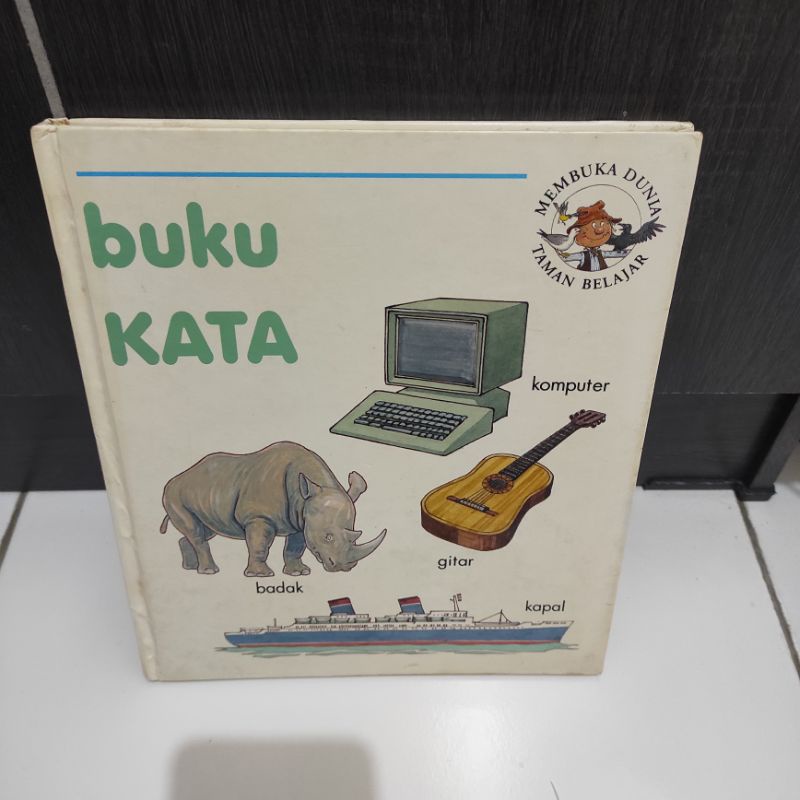 MEMBUKA DUNIA
TAMAN BELAJAR
buku
KATA
komputer
gitar
badak
kapal